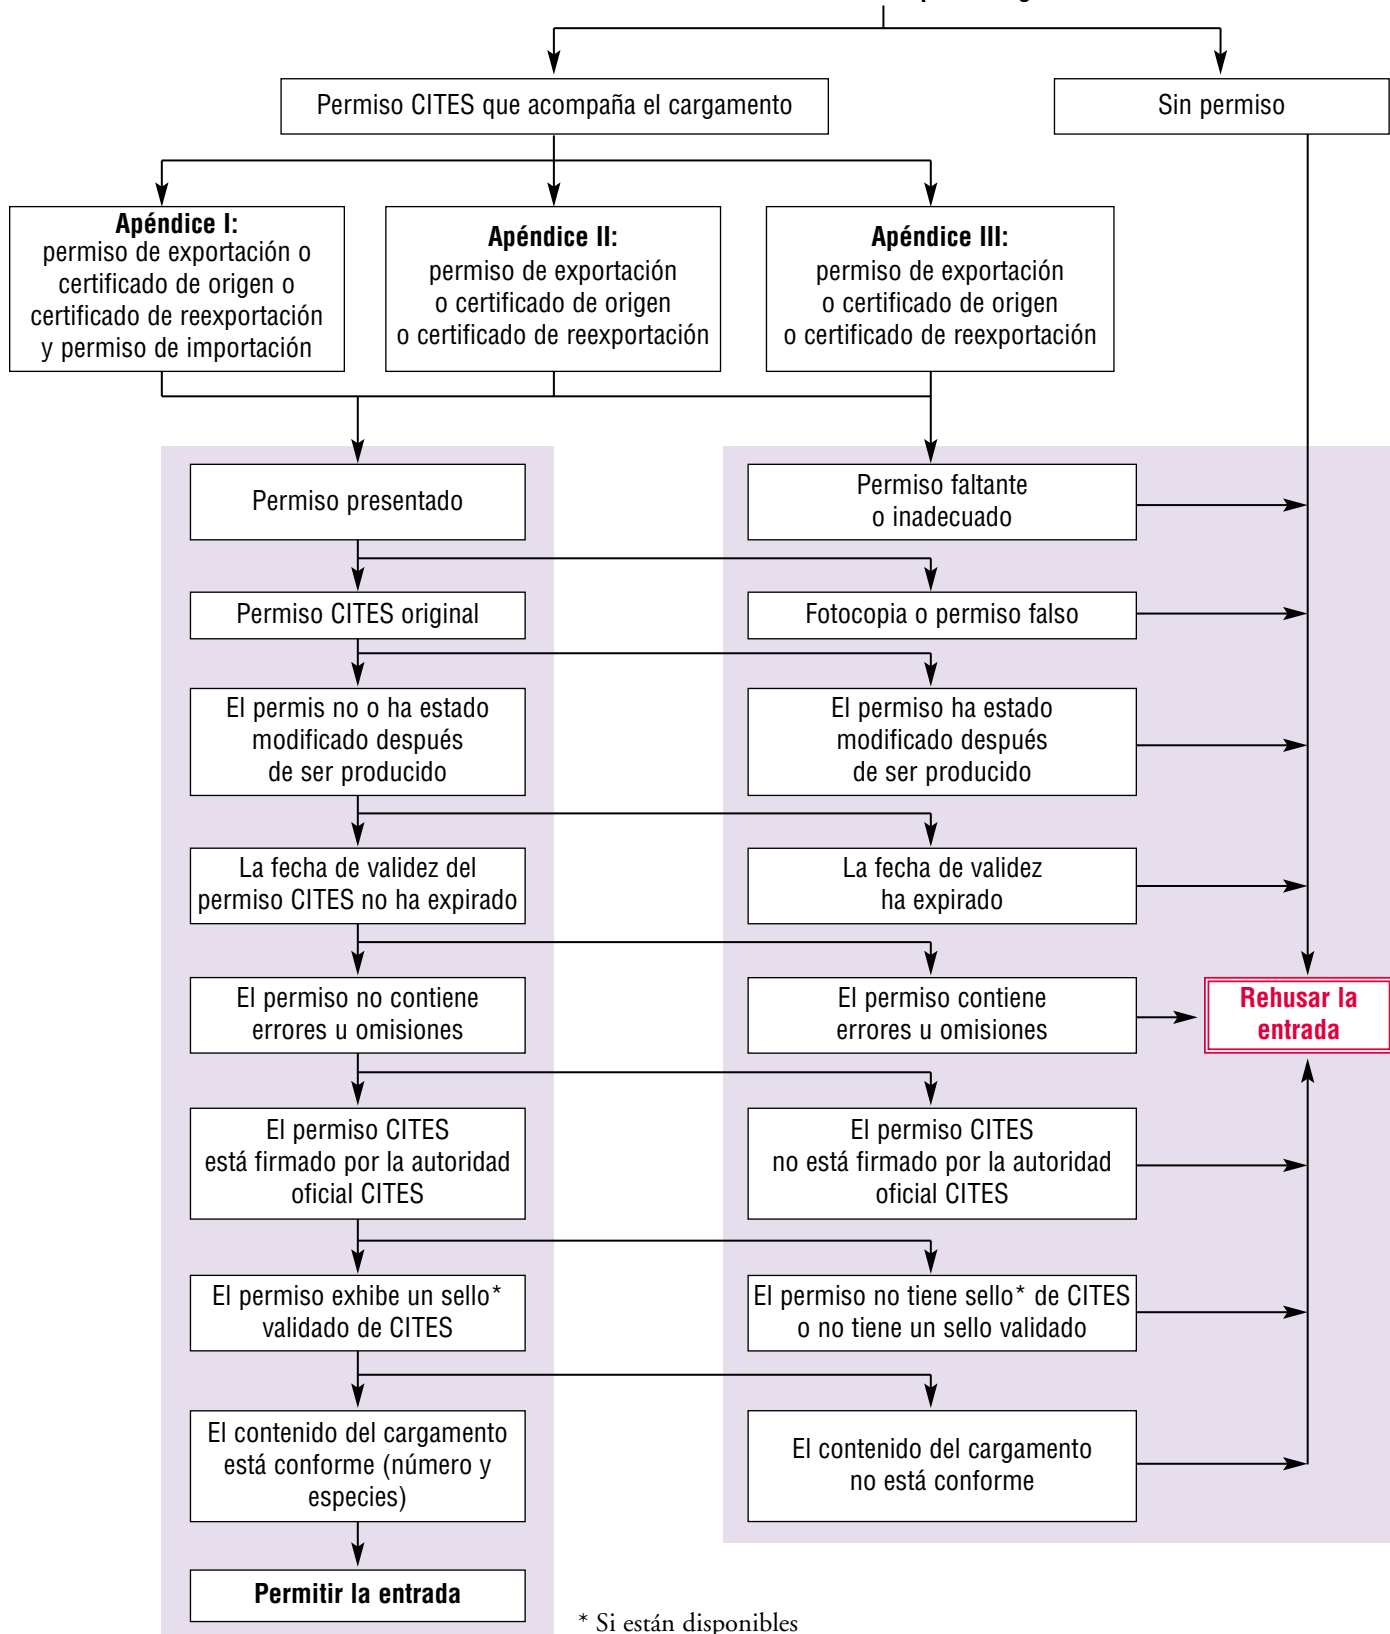 Permiso CITES que acompaña el cargamento
Sin permiso
Apéndice I:
permiso de exportación o
certificado de origen o
certificado de reexportación
y permiso de importación
Apéndice II:
permiso de exportación
o certificado de origen
o certificado de reexportación
Apéndice III:
permiso de exportación
o certificado de origen
o certificado de reexportación
Permiso presentado
Permiso faltante
o inadecuado
Permiso CITES original
Fotocopia o permiso falso
El permis no o ha estado
modificado después
de ser producido
El permiso ha estado
modificado después
de ser producido
La fecha de validez del
permiso CITES no ha expirado
La fecha de validez
ha expirado
El permiso no contiene
errores u omisiones
El permiso contiene
errores u omisiones
Rehusar la
entrada
El permiso CITES
está firmado por la autoridad
oficial CITES
El permiso CITES
no está firmado por la autoridad
oficial CITES
El permiso exhibe un sello*
validado de CITES
El permiso no tiene sello* de CITES
o no tiene un sello validado
El contenido del cargamento
está conforme (número y
especies)
El contenido del cargamento
no está conforme
Permitir la entrada
* Si están disponibles